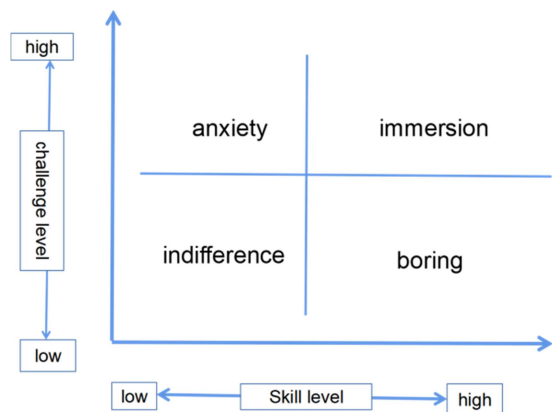 high
anxiety immersion
challenge level
indifference boring
low
low Skill level high